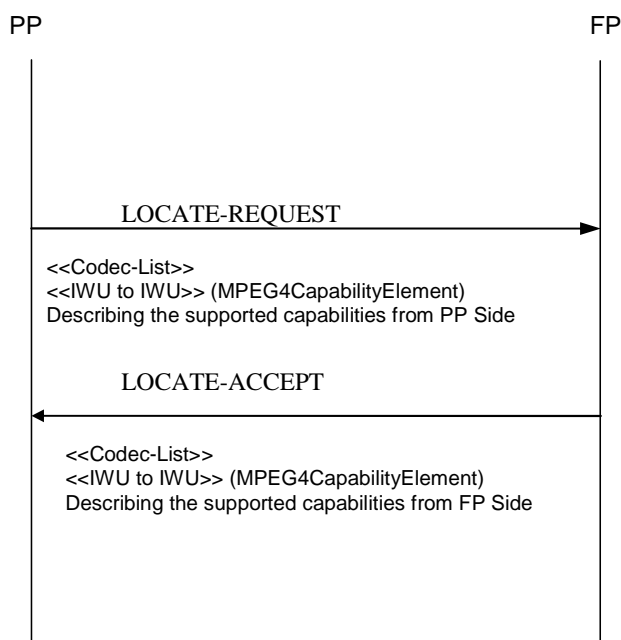 PP
FP
LOCATE-REQUEST
<<Codec-List>>
<<IWU to IWU>> (MPEG4CapabilityElement)
Describing the supported capabilities from PP Side
LOCATE-ACCEPT
<<Codec-List>>
<<IWU to IWU>> (MPEG4CapabilityElement)
Describing the supported capabilities from FP Side